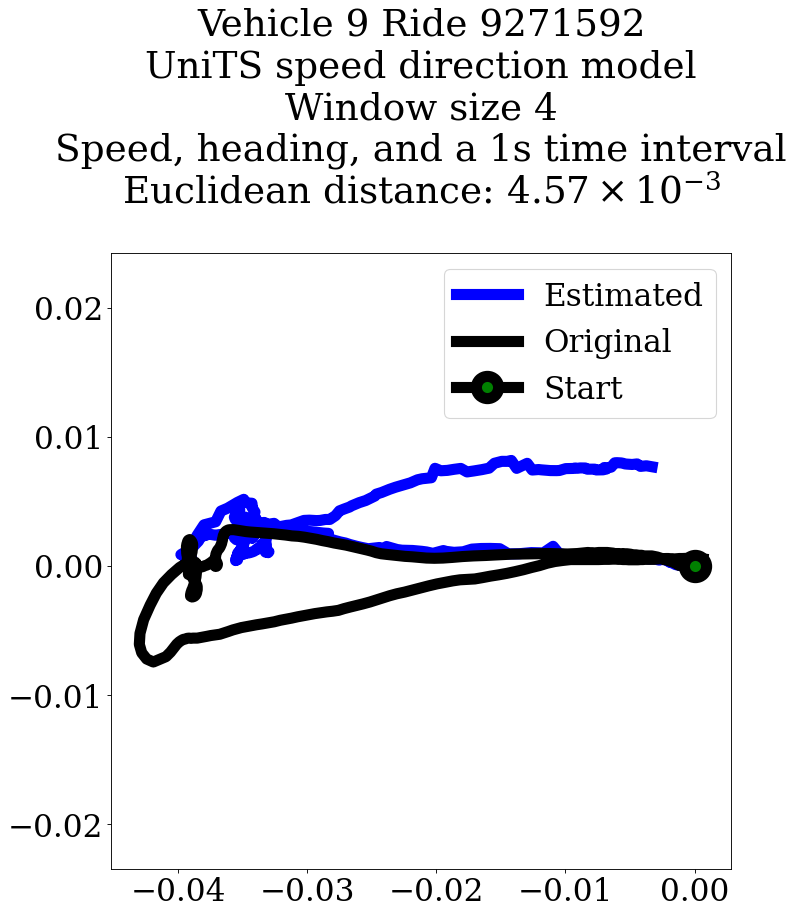 Vehicle 9 Ride 9271592
UniTS speed direction model
Window size 4
Speed, heading, and a 1s time interval
Euclidean distance: 4.57 × 10⁻³
Estimated
Original
Start
0.02
0.01
0.00
−0.01
−0.02
−0.04 −0.03 −0.02 −0.01 0.00